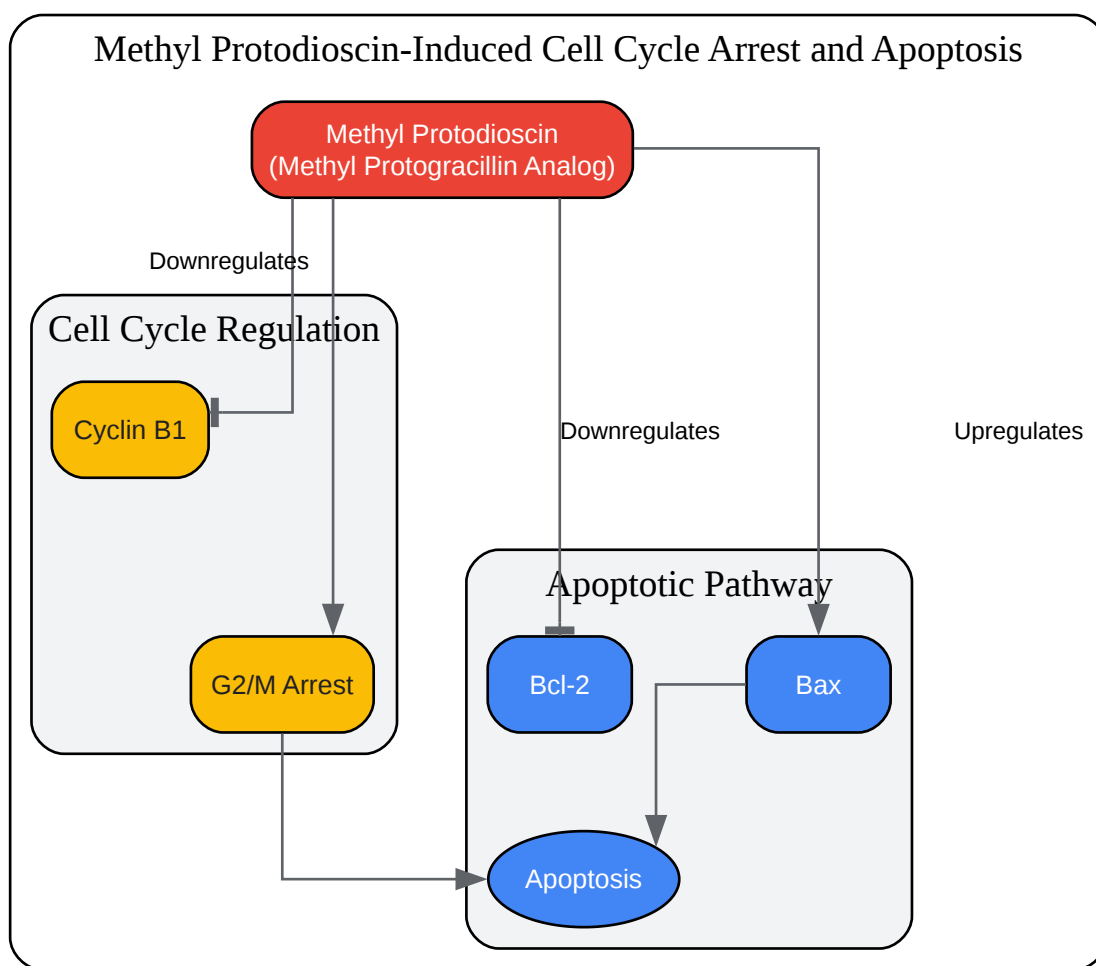 Methyl Protodioscin-Induced Cell Cycle Arrest and Apoptosis
Methyl Protodioscin
(Methyl Protogracillin Analog)
Downregulates
Cell Cycle Regulation
Cyclin B1
Downregulates
Upregulates
Apoptotic Pathway
G2/M Arrest
Bcl-2
Bax
Apoptosis